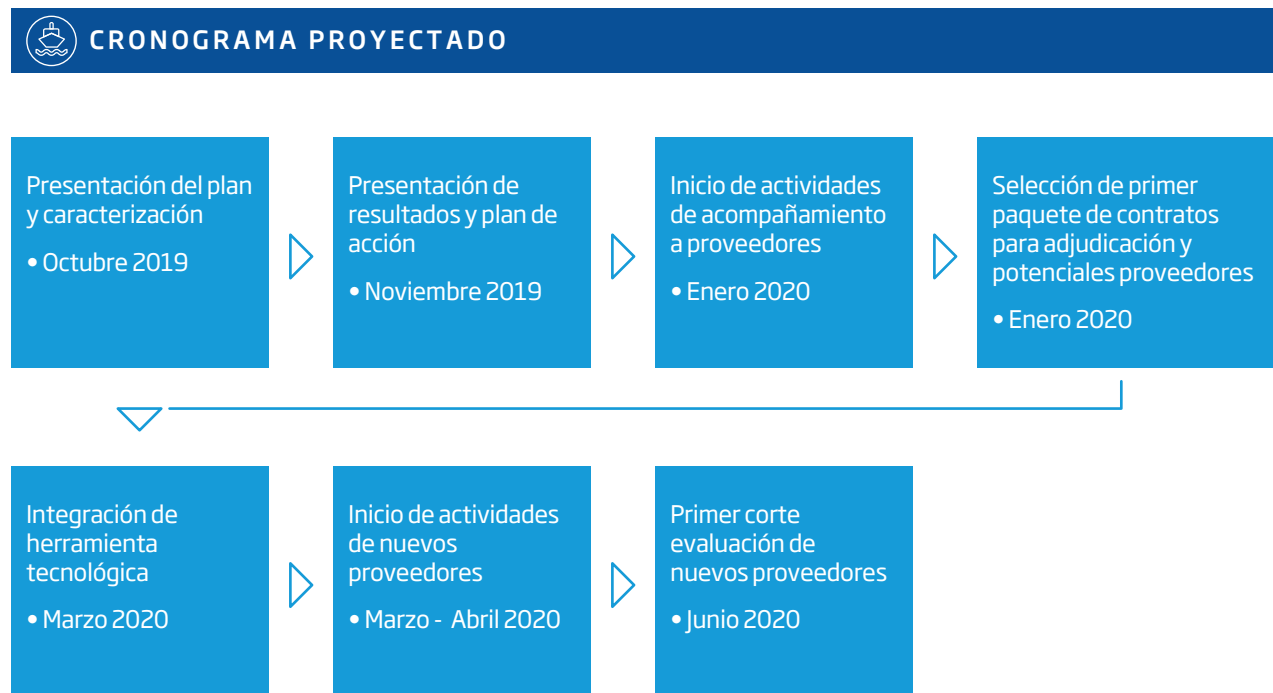 CRONOGRAMA PROYECTADO
Presentación del plan
y caracterización
• Octubre 2019
Presentación de
resultados y plan de
acción
• Noviembre 2019
Inicio de actividades
de acompañamiento
a proveedores
• Enero 2020
Selección de primer
paquete de contratos
para adjudicación y
potenciales proveedores
• Enero 2020
Integración de
herramienta
tecnológica
• Marzo 2020
Inicio de actividades
de nuevos
proveedores
• Marzo - Abril 2020
Primer corte
evaluación de
nuevos proveedores
• Junio 2020